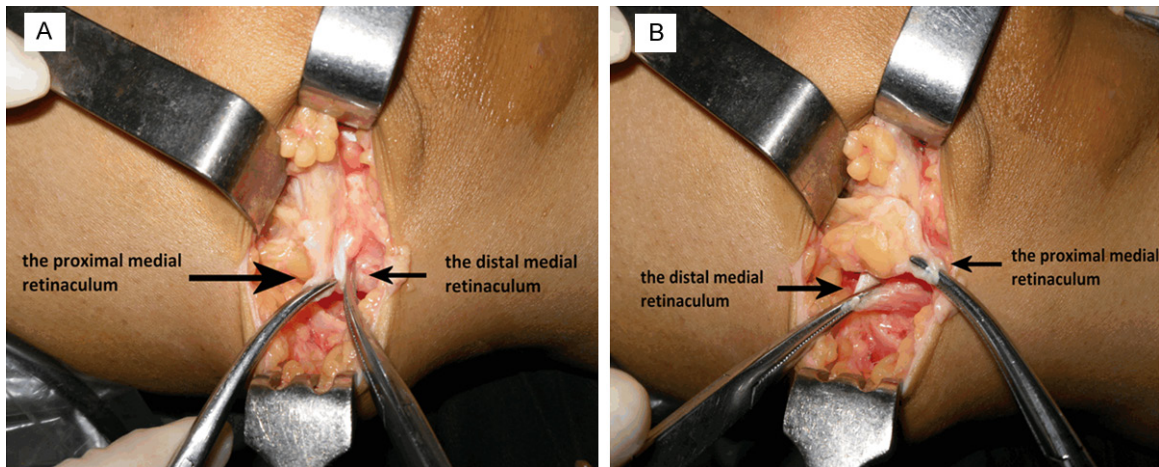 A
the proximal medial
retinaculum
the distal medial
retinaculum
B
the distal medial
retinaculum
the proximal medial
retinaculum